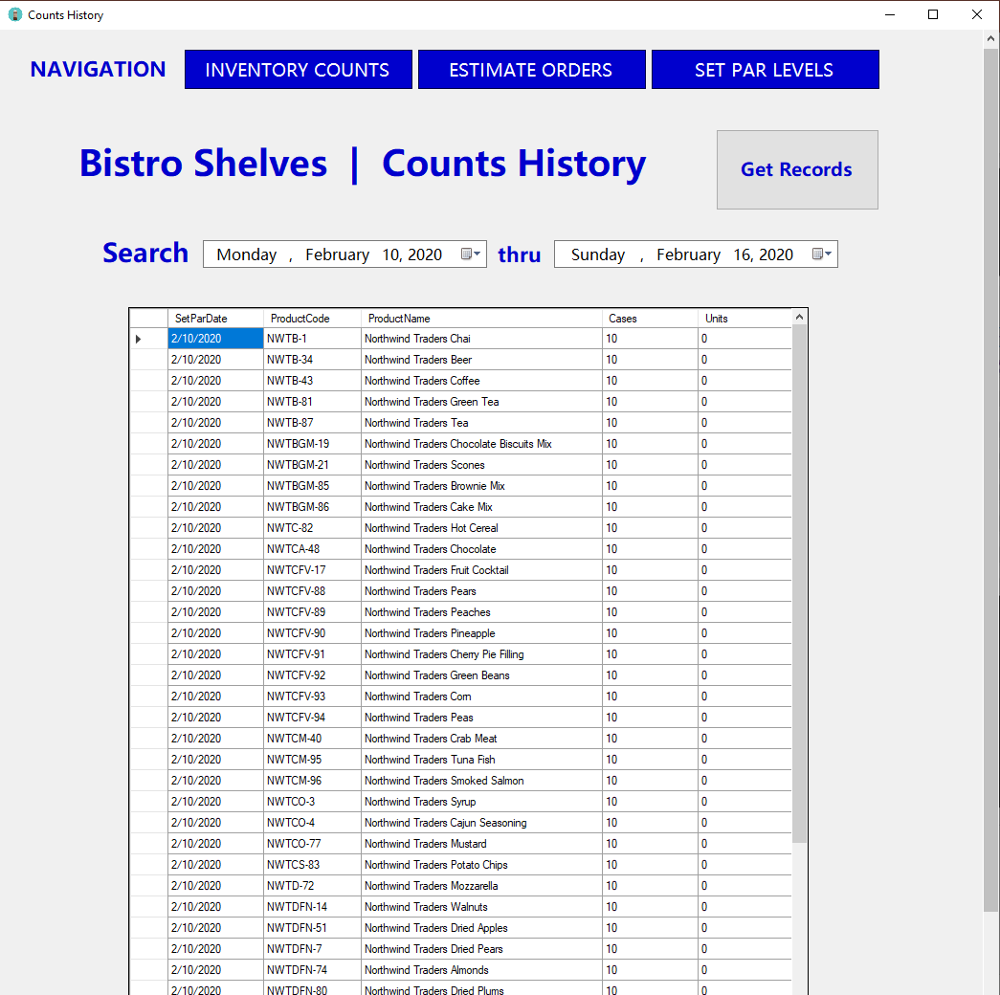 Counts History
NAVIGATION INVENTORY COUNTS ESTIMATE ORDERS SET PAR LEVELS
Bistro Shelves | Counts History Get Records
Search Monday , February 10, 2020 thru Sunday , February 16, 2020
SetParDate ProductCode ProductName Cases Units
2/10/2020 NWTB-1 Northwind Traders Chai 10 0
2/10/2020 NWTB-34 Northwind Traders Beer 10 0
2/10/2020 NWTB-43 Northwind Traders Coffee 10 0
2/10/2020 NWTB-81 Northwind Traders Green Tea 10 0
2/10/2020 NWTB-87 Northwind Traders Tea 10 0
2/10/2020 NWTBGM-19 Northwind Traders Chocolate Biscuits Mix 10 0
2/10/2020 NWTBGM-21 Northwind Traders Scones 10 0
2/10/2020 NWTBGM-85 Northwind Traders Brownie Mix 10 0
2/10/2020 NWTBGM-86 Northwind Traders Cake Mix 10 0
2/10/2020 NWTC-82 Northwind Traders Hot Cereal 10 0
2/10/2020 NWTCA-48 Northwind Traders Chocolate 10 0
2/10/2020 NWTCFV-17 Northwind Traders Fruit Cocktail 10 0
2/10/2020 NWTCFV-88 Northwind Traders Pears 10 0
2/10/2020 NWTCFV-89 Northwind Traders Peaches 10 0
2/10/2020 NWTCFV-90 Northwind Traders Pineapple 10 0
2/10/2020 NWTCFV-91 Northwind Traders Cherry Pie Filling 10 0
2/10/2020 NWTCFV-92 Northwind Traders Green Beans 10 0
2/10/2020 NWTCFV-93 Northwind Traders Corn 10 0
2/10/2020 NWTCFV-94 Northwind Traders Peas 10 0
2/10/2020 NWTCM-40 Northwind Traders Crab Meat 10 0
2/10/2020 NWTCM-95 Northwind Traders Tuna Fish 10 0
2/10/2020 NWTCM-96 Northwind Traders Smoked Salmon 10 0
2/10/2020 NWTCO-3 Northwind Traders Syrup 10 0
2/10/2020 NWTCO-4 Northwind Traders Cajun Seasoning 10 0
2/10/2020 NWTCO-77 Northwind Traders Mustard 10 0
2/10/2020 NWTCS-83 Northwind Traders Potato Chips 10 0
2/10/2020 NWTD-72 Northwind Traders Mozzarella 10 0
2/10/2020 NWTDFN-14 Northwind Traders Walnuts 10 0
2/10/2020 NWTDFN-51 Northwind Traders Dried Apples 10 0
2/10/2020 NWTDFN-7 Northwind Traders Dried Pears 10 0
2/10/2020 NWTDFN-74 Northwind Traders Almonds 10 0
2/10/2020 NWTDFN-80 Northwind Traders Dried Plums 10 0